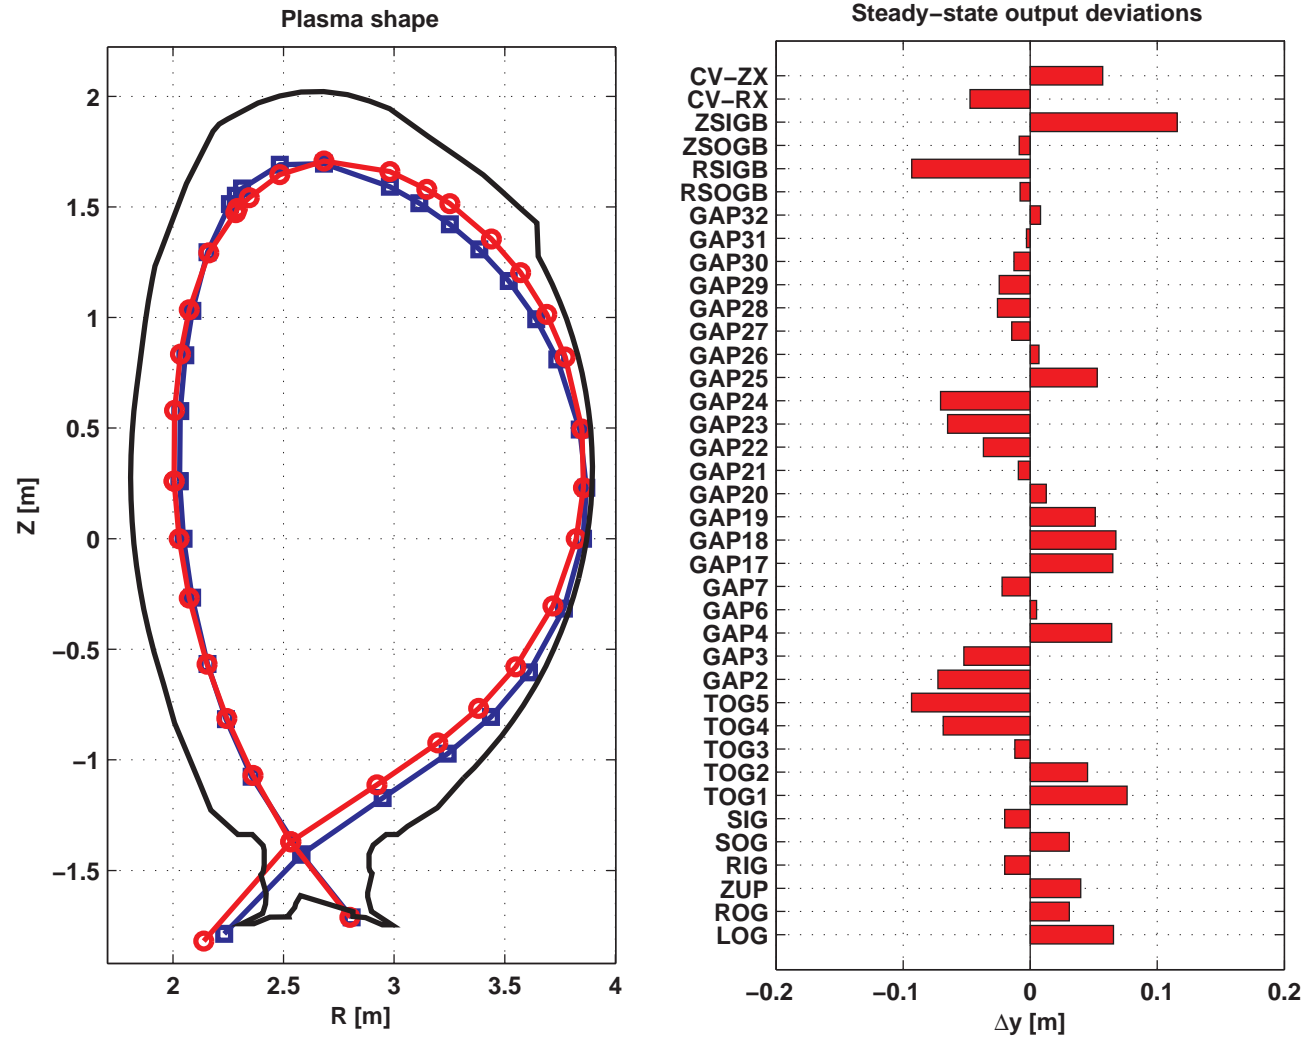 Plasma shape
2
1.5
1
0.5
0
−0.5
−1
−1.5
2 2.5 3 3.5 4
R [m]
Z [m]
Steady−state output deviations
CV−ZX
CV−RX
ZSIGB
ZSOGB
RSIGB
RSOGB
GAP32
GAP31
GAP30
GAP29
GAP28
GAP27
GAP26
GAP25
GAP24
GAP23
GAP22
GAP21
GAP20
GAP19
GAP18
GAP17
GAP7
GAP6
GAP4
GAP3
GAP2
TOG5
TOG4
TOG3
TOG2
TOG1
SIG
SOG
RIG
ZUP
ROG
LOG
−0.2 −0.1 0 0.1 0.2
Δy [m]